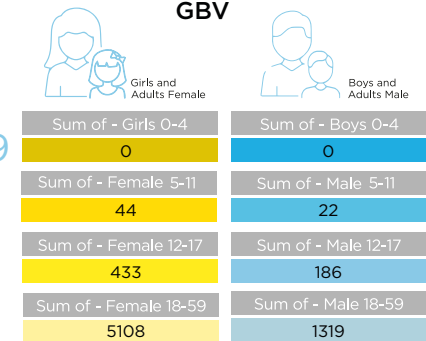 GBV
Girls and
Adults Female
Boys and
Adults Male
Sum of - Girls 0-4
Sum of - Boys 0-4
0
0
9
Sum of - Female 5-11
Sum of - Male 5-11
44
22
Sum of - Female 12-17
Sum of - Male 12-17
433
186
Sum of - Female 18-59
Sum of - Male 18-59
5108
1319